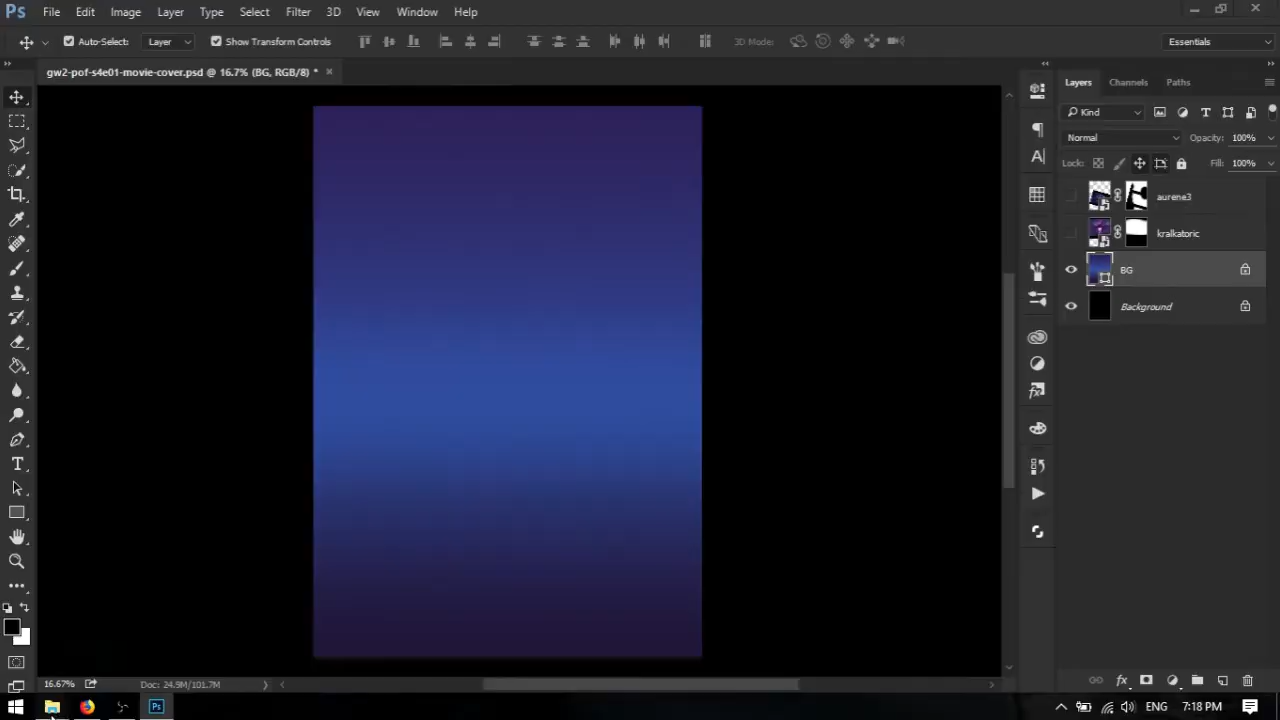 Ps File Edit Image Layer Type Select Filter 3D View Window Help
Auto-Select: Layer Show Transform Controls 3D Mode: Essentials
gw2-pof-s4e01-movie-cover.psd @ 16.7% (BG, RGB/8) * ×
Layers Channels Paths
Kind
Normal Opacity: 100%
Lock: Fill: 100%
aurene3
kralkatoric
BG
Background
16.67% Doc: 24.9M/101.7M
Ps ENG 7:18 PM